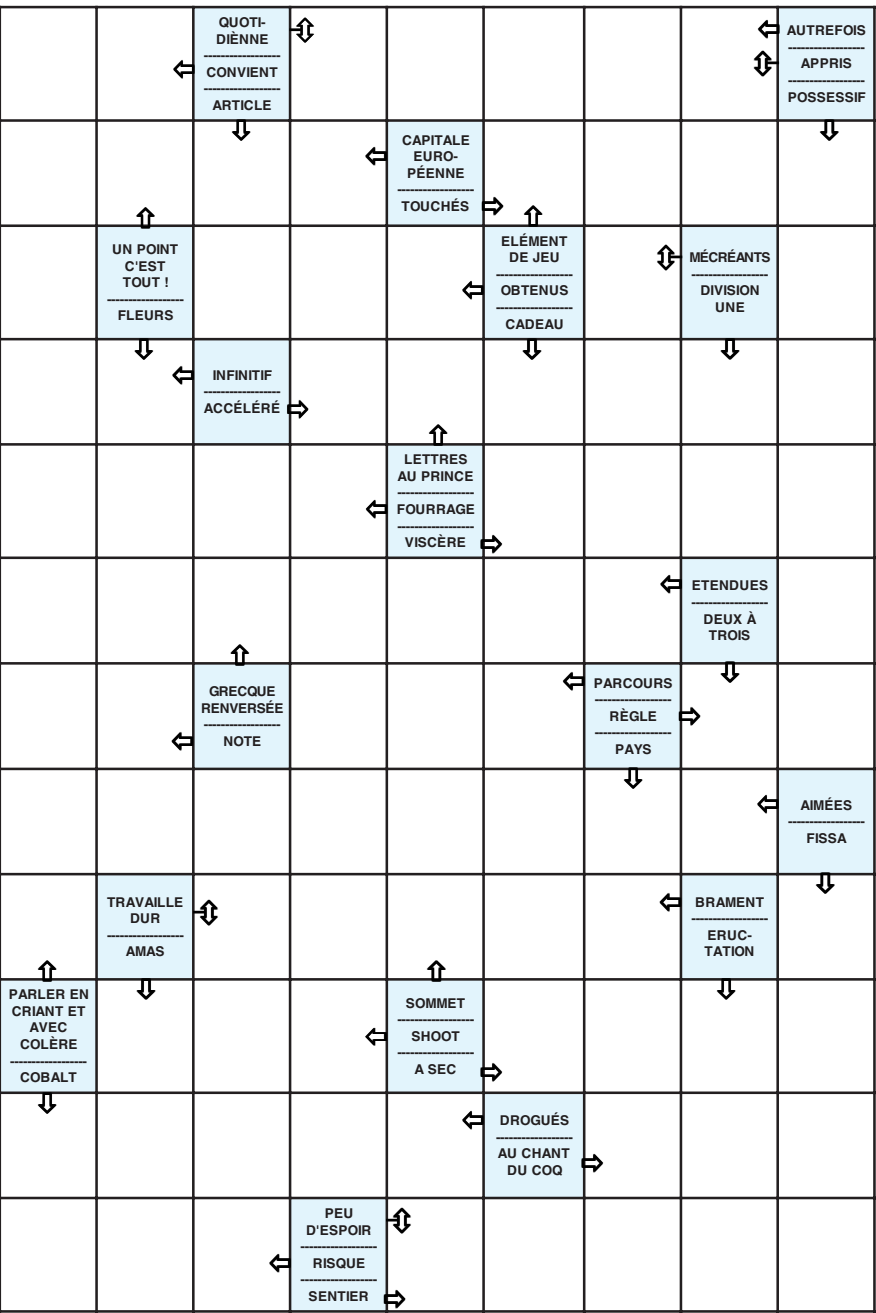 QUOTI-
DIÈNNE
CONVIENT
ARTICLE
AUTREFOIS
APPRIS
POSSESSIF
CAPITALE
EURO-
PÉENNE
TOUCHÉS
UN POINT
C'EST
TOUT !
FLEURS
ELÉMENT
DE JEU
OBTENUS
CADEAU
MÉCRÉANTS
DIVISION
UNE
INFINITIF
ACCÉLÉRÉ
LETTRES
AU PRINCE
FOURRAGE
VISCÈRE
ETENDUES
DEUX À
TROIS
GRECQUE
RENVERSÉE
NOTE
PARCOURS
RÈGLE
PAYS
AIMÉES
FISSA
TRAVAILLE
DUR
AMAS
BRAMENT
ERUC-
TATION
PARLER EN
CRIANT ET
AVEC
COLÈRE
COBALT
SOMMET
SHOOT
A SEC
DROGUÉS
AU CHANT
DU COQ
PEU
D'ESPOIR
RISQUE
SENTIER